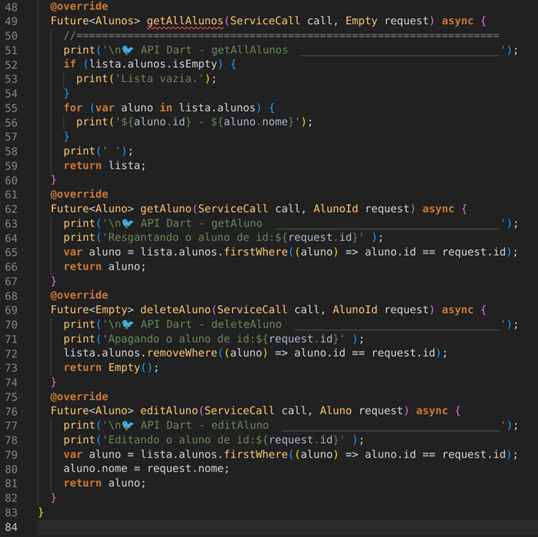 48 @override
49 Future<Alunos> getAllAlunos(ServiceCall call, Empty request) async {
50 //==============================================================
51 print('\n🐦 API Dart - getAllAlunos ______________________________');
52 if (lista.alunos.isEmpty) {
53 print('Lista vazia.');
54 }
55 for (var aluno in lista.alunos) {
56 print('${aluno.id} - ${aluno.nome}');
57 }
58 print(' ');
59 return lista;
60 }
61 @override
62 Future<Aluno> getAluno(ServiceCall call, AlunoId request) async {
63 print('\n🐦 API Dart - getAluno __________________________________');
64 print('Resgantando o aluno de id:${request.id}' );
65 var aluno = lista.alunos.firstWhere((aluno) => aluno.id == request.id);
66 return aluno;
67 }
68 @override
69 Future<Empty> deleteAluno(ServiceCall call, AlunoId request) async {
70 print('\n🐦 API Dart - deleteAluno _______________________________');
71 print('Apagando o aluno de id:${request.id}' );
72 lista.alunos.removeWhere((aluno) => aluno.id == request.id);
73 return Empty();
74 }
75 @override
76 Future<Aluno> editAluno(ServiceCall call, Aluno request) async {
77 print('\n🐦 API Dart - editAluno _________________________________');
78 print('Editando o aluno de id:${request.id}' );
79 var aluno = lista.alunos.firstWhere((aluno) => aluno.id == request.id);
80 aluno.nome = request.nome;
81 return aluno;
82 }
83 }
84